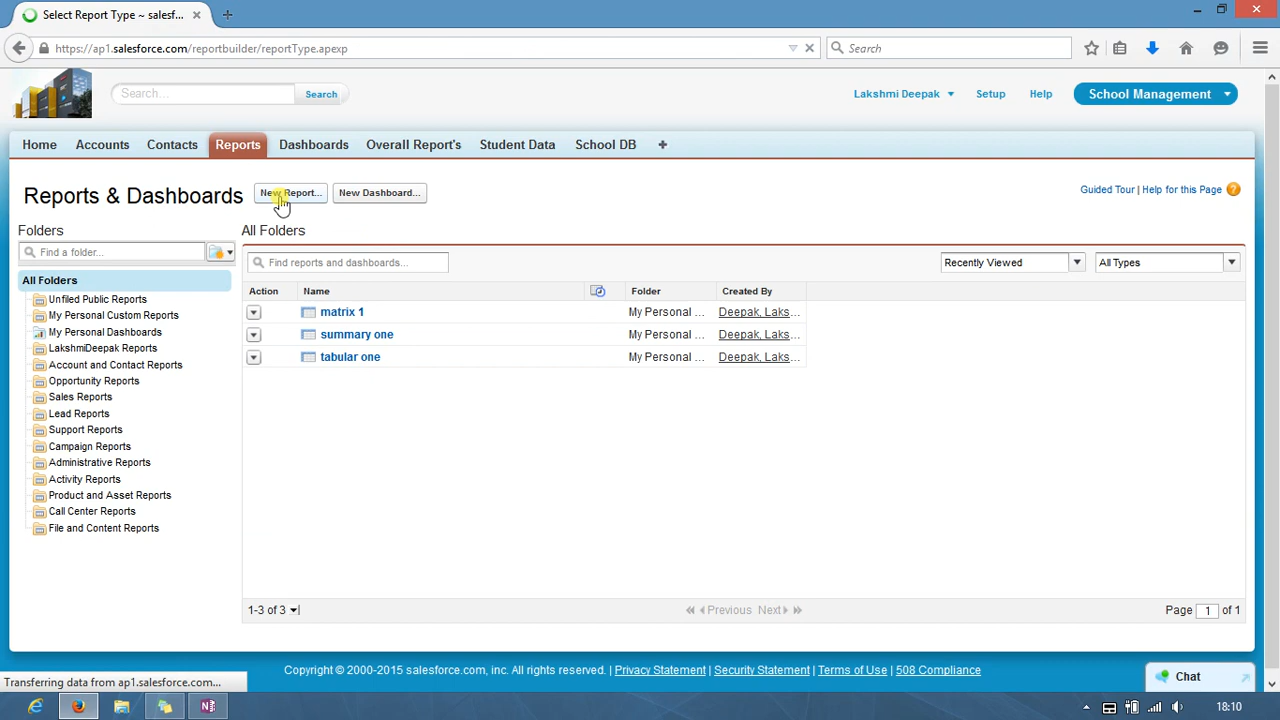 Select Report Type ~ salesf...
https://ap1.salesforce.com/reportbuilder/reportType.apexp
Search
Search...
Search
Lakshmi Deepak
Setup
Help
School Management
Home
Accounts
Contacts
Reports
Dashboards
Overall Report's
Student Data
School DB
+
Reports & Dashboards
New Report...
New Dashboard...
Guided Tour | Help for this Page
Folders
All Folders
Find a folder...
Find reports and dashboards...
Recently Viewed
All Types
All Folders
Unfiled Public Reports
My Personal Custom Reports
My Personal Dashboards
LakshmiDeepak Reports
Account and Contact Reports
Opportunity Reports
Sales Reports
Lead Reports
Support Reports
Campaign Reports
Administrative Reports
Activity Reports
Product and Asset Reports
Call Center Reports
File and Content Reports
Action Name Folder Created By
matrix 1 My Personal ... Deepak, Laks...
summary one My Personal ... Deepak, Laks...
tabular one My Personal ... Deepak, Laks...
1-3 of 3
Previous Next
Page 1 of 1
Copyright © 2000-2015 salesforce.com, inc. All rights reserved. | Privacy Statement | Security Statement | Terms of Use | 508 Compliance
Chat
Transferring data from ap1.salesforce.com...
18:10